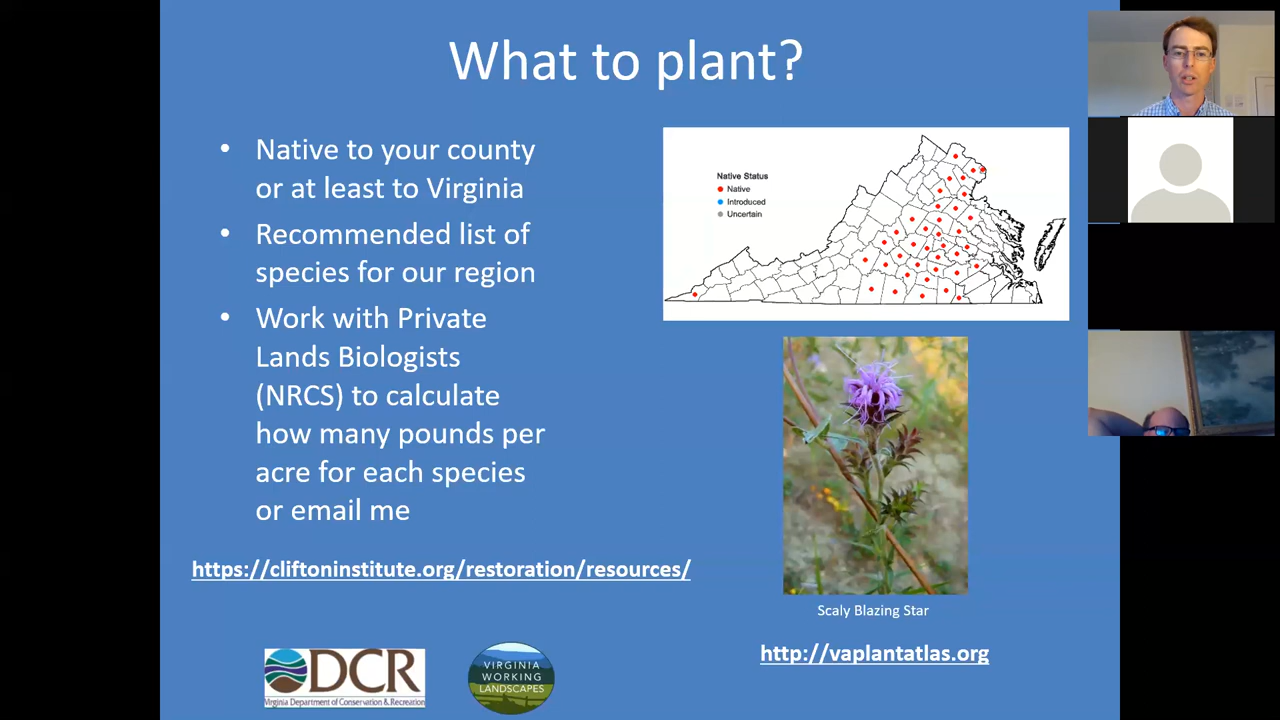 What to plant?
• Native to your county
or at least to Virginia
• Recommended list of
species for our region
• Work with Private
Lands Biologists
(NRCS) to calculate
how many pounds per
acre for each species
or email me
https://cliftoninstitute.org/restoration/resources/
Native Status
Native
Introduced
Uncertain
Scaly Blazing Star
http://vaplantatlas.org
DCR
Virginia Department of Conservation & Recreation
VIRGINIA
WORKING
LANDSCAPES